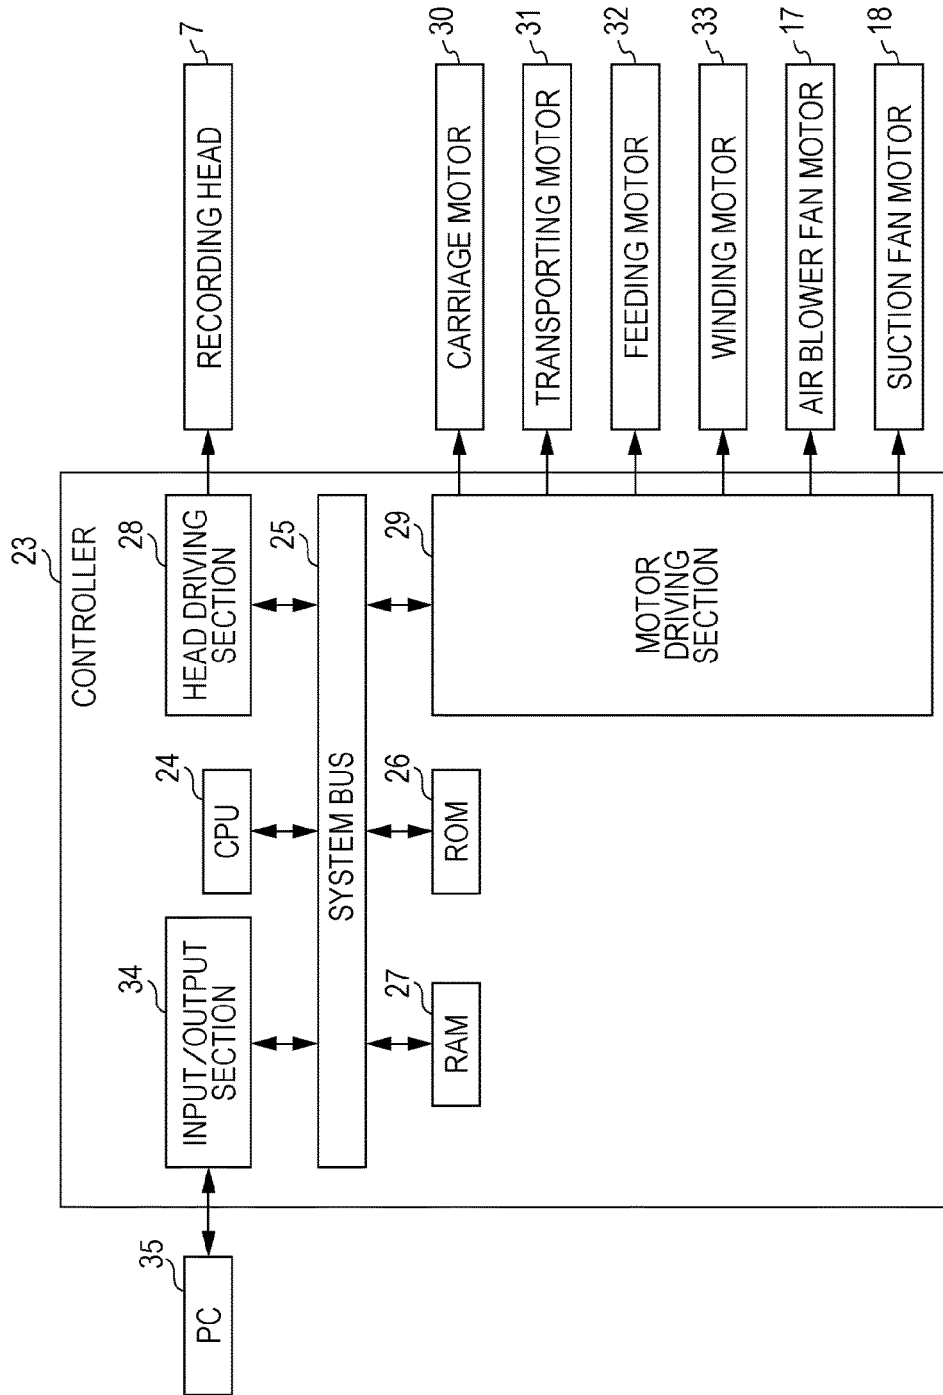 23
CONTROLLER
35
PC
34
INPUT/OUTPUT
SECTION
24
CPU
28
HEAD DRIVING
SECTION
7
RECORDING HEAD
25
SYSTEM BUS
27
RAM
26
ROM
29
MOTOR
DRIVING
SECTION
30
CARRIAGE MOTOR
31
TRANSPORTING MOTOR
32
FEEDING MOTOR
33
WINDING MOTOR
17
AIR BLOWER FAN MOTOR
18
SUCTION FAN MOTOR